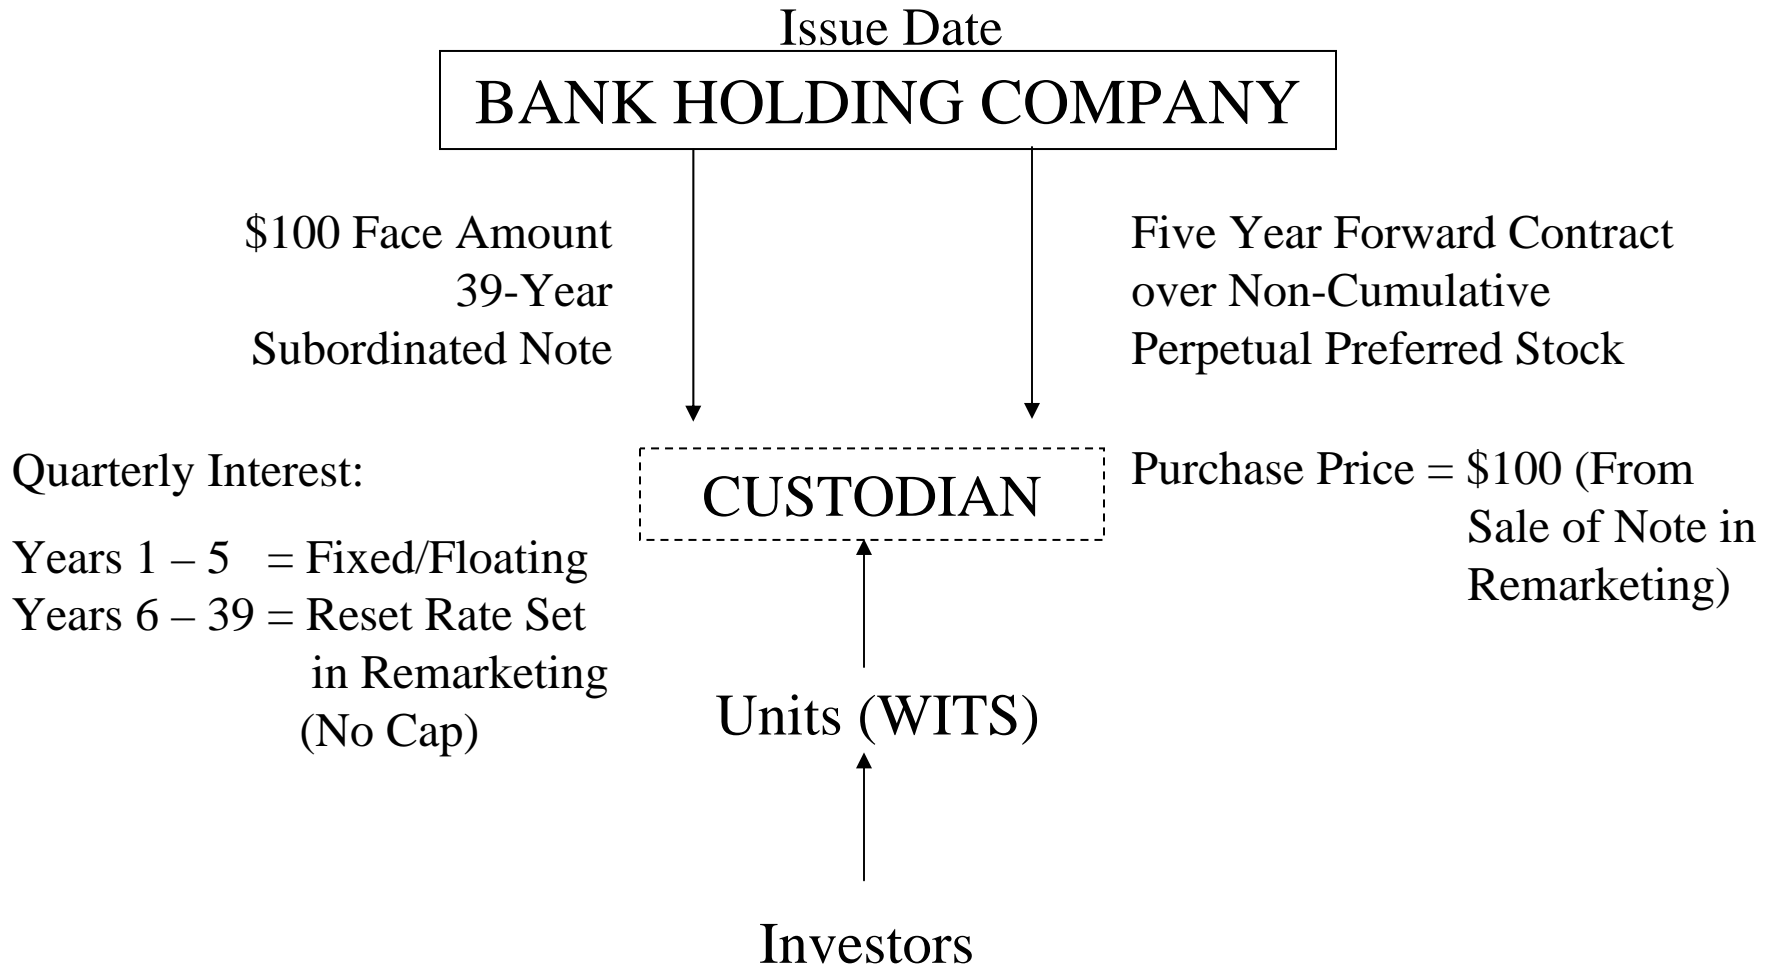 Issue Date
BANK HOLDING COMPANY
$100 Face Amount
39-Year
Subordinated Note
Five Year Forward Contract
over Non-Cumulative
Perpetual Preferred Stock
Quarterly Interest:
Years 1 – 5 = Fixed/Floating
Years 6 – 39 = Reset Rate Set
in Remarketing
(No Cap)
CUSTODIAN
Purchase Price = $100 (From
Sale of Note in
Remarketing)
Units (WITS)
Investors